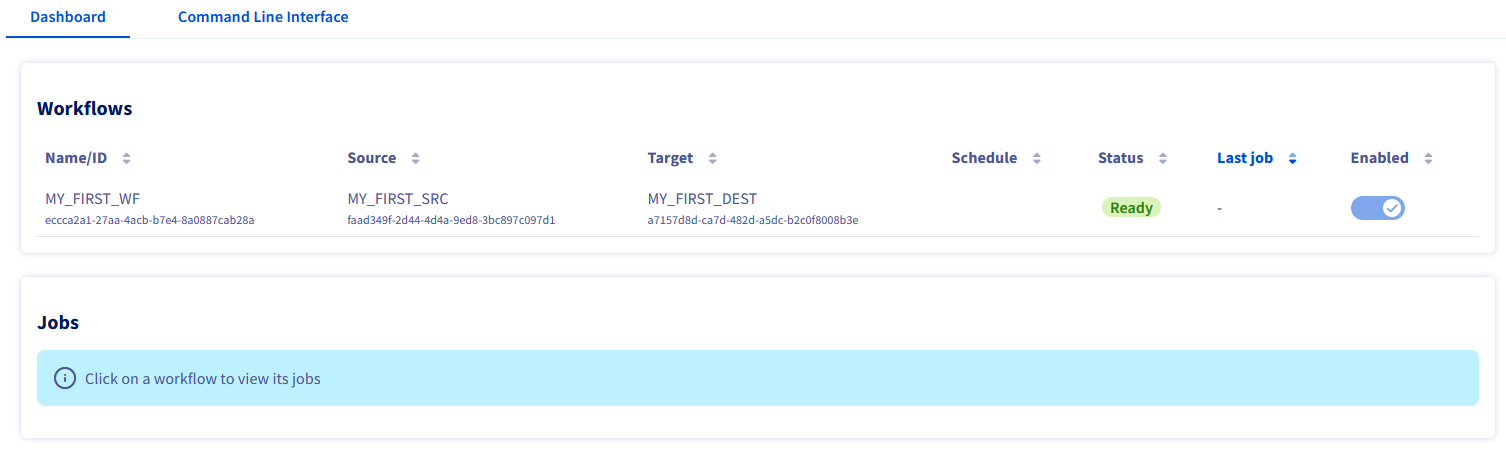 Dashboard Command Line Interface
Workflows
Name/ID Source Target Schedule Status Last job Enabled
MY_FIRST_WF MY_FIRST_SRC MY_FIRST_DEST Ready -
eccca2a1-27aa-4acb-b7e4-8a0887cab28a faad349f-2d44-4d4a-9ed8-3bc897c097d1 a7157d8d-ca7d-482d-a5dc-b2c0f8008b3e
Jobs
Click on a workflow to view its jobs